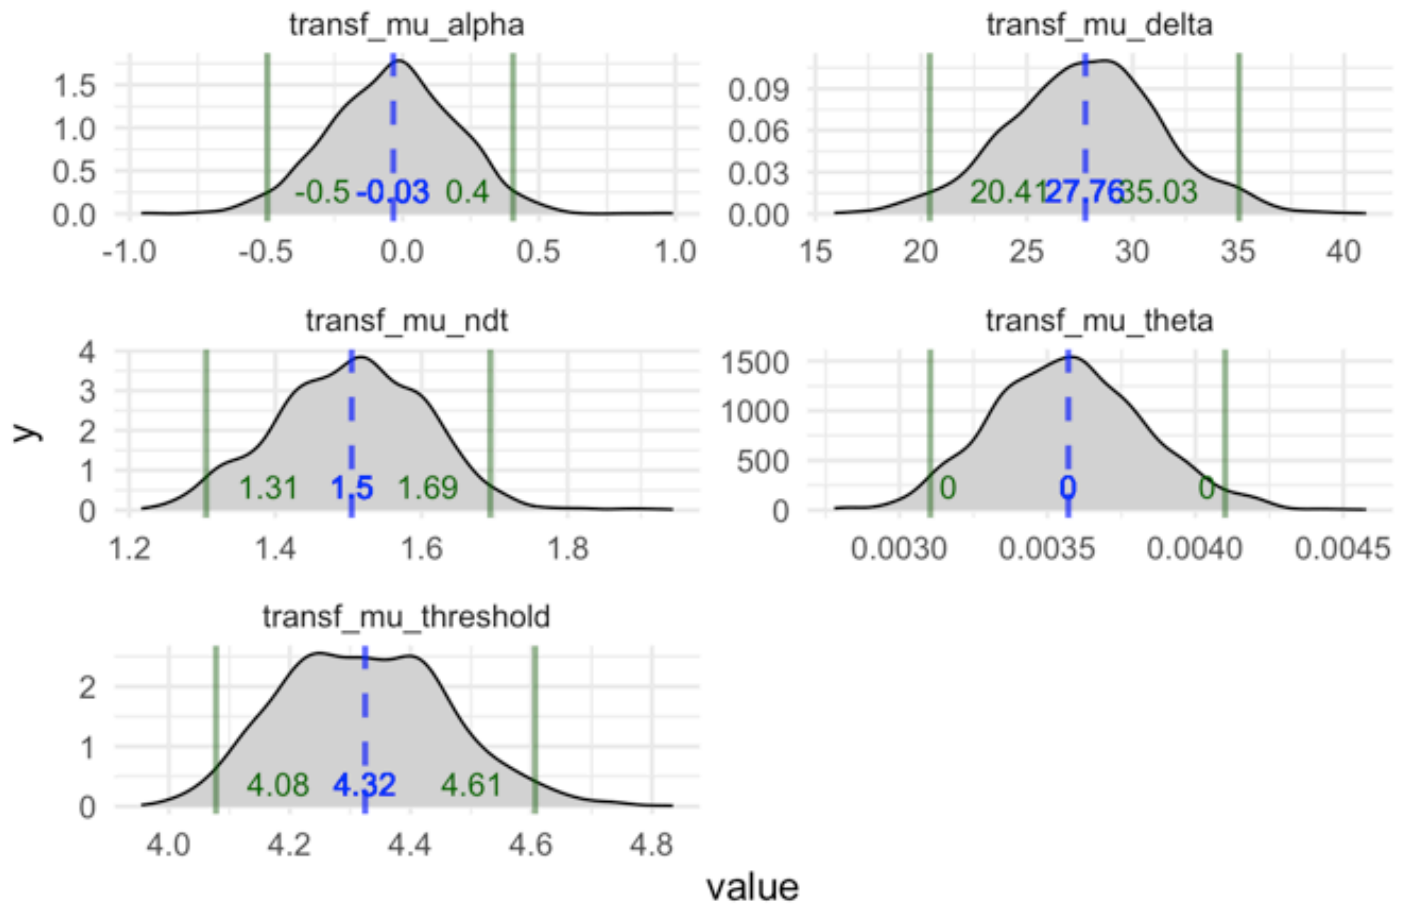 transf_mu_alpha
1.5
1.0
0.5
0.0
-0.5 -0.03 0.4
-1.0 -0.5 0.0 0.5 1.0
transf_mu_delta
0.09
0.06
0.03
0.00
20.41 27.76 35.03
15 20 25 30 35 40
transf_mu_ndt
4
3
2
1
0
1.31 1.5 1.69
1.2 1.4 1.6 1.8
transf_mu_theta
1500
1000
500
0
0 0 0
0.0030 0.0035 0.0040 0.0045
y
transf_mu_threshold
2
1
0
4.08 4.32 4.61
4.0 4.2 4.4 4.6 4.8
value